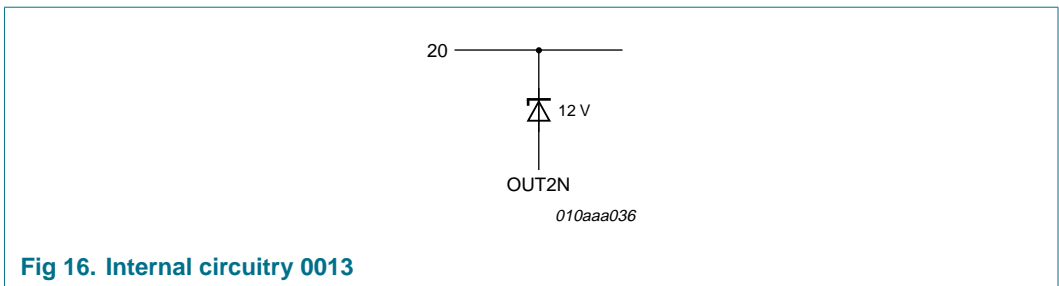 20
12 V
OUT2N
010aaa036
Fig 16. Internal circuitry 0013